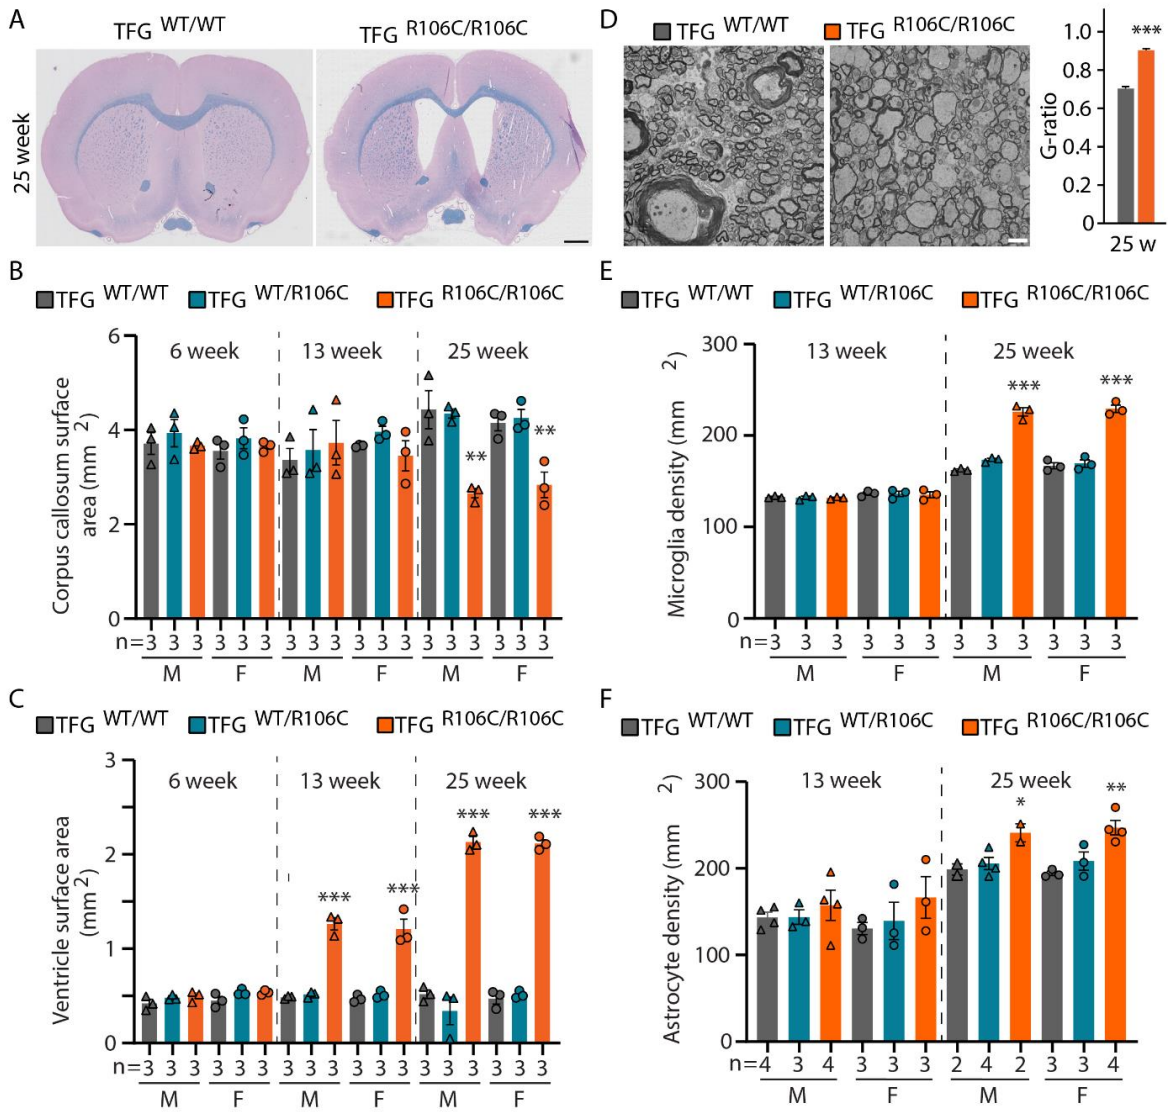 A
TFG WT/WT
TFG R106C/R106C
25 week
B
TFG WT/WT TFG WT/R106C TFG R106C/R106C
Corpus callosum surface
area (mm 2)
6
4
2
0
6 week 13 week 25 week
** **
n=3 3 3 3 3 3 3 3 3 3 3 3 3 3 3 3 3 3
M F M F M F
C
TFG WT/WT TFG WT/R106C TFG R106C/R106C
Ventricle surface area
(mm 2)
3
2
1
0
6 week 13 week 25 week
*** *** *** ***
n=3 3 3 3 3 3 3 3 3 3 3 3 3 3 3 3 3 3
M F M F M F
D
TFG WT/WT TFG R106C/R106C
G-ratio
1.0
0.8
0.6
0.4
0.2
0
***
25 w
E
TFG WT/WT TFG WT/R106C TFG R106C/R106C
Microglia density (mm 2)
300
200
100
0
13 week 25 week
*** ***
n=3 3 3 3 3 3 3 3 3 3 3 3
M F M F
F
TFG WT/WT TFG WT/R106C TFG R106C/R106C
Astrocyte density (mm 2)
300
200
100
0
13 week 25 week
* **
n=4 3 4 3 3 3 2 4 2 3 3 4
M F M F